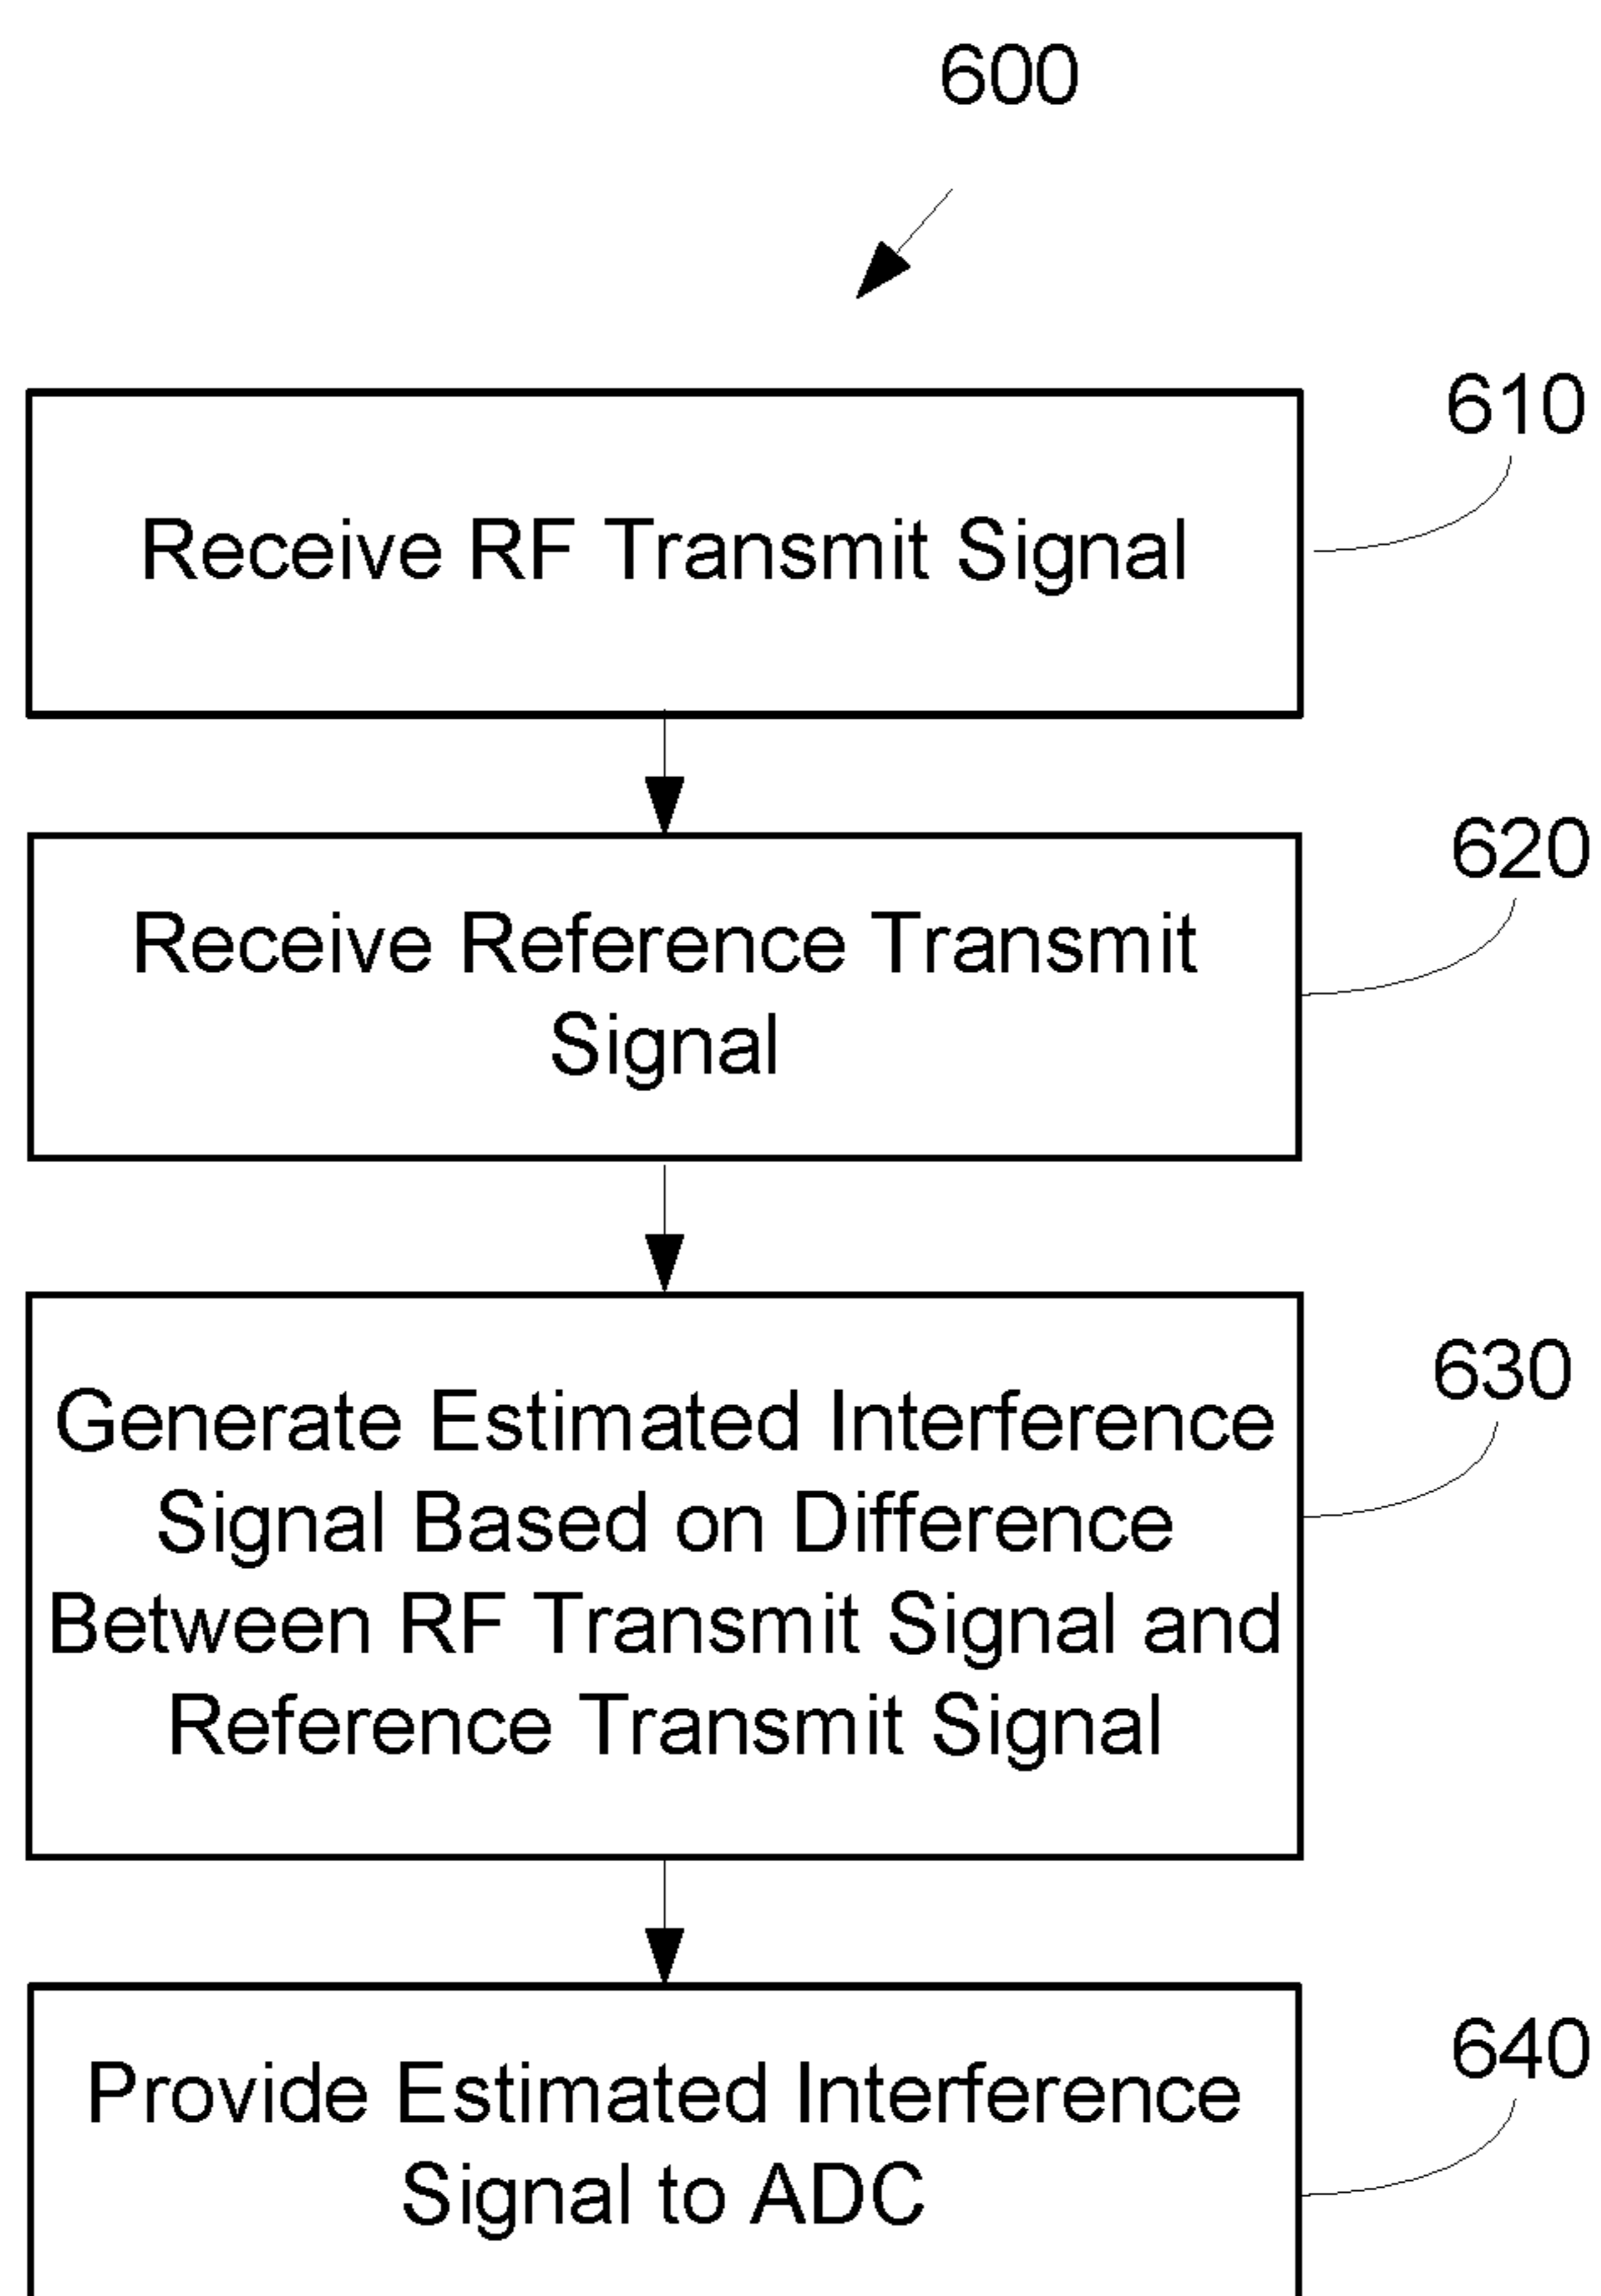 600
610
Receive RF Transmit Signal
620
Receive Reference Transmit
Signal
630
Generate Estimated Interference
Signal Based on Difference
Between RF Transmit Signal and
Reference Transmit Signal
640
Provide Estimated Interference
Signal to ADC